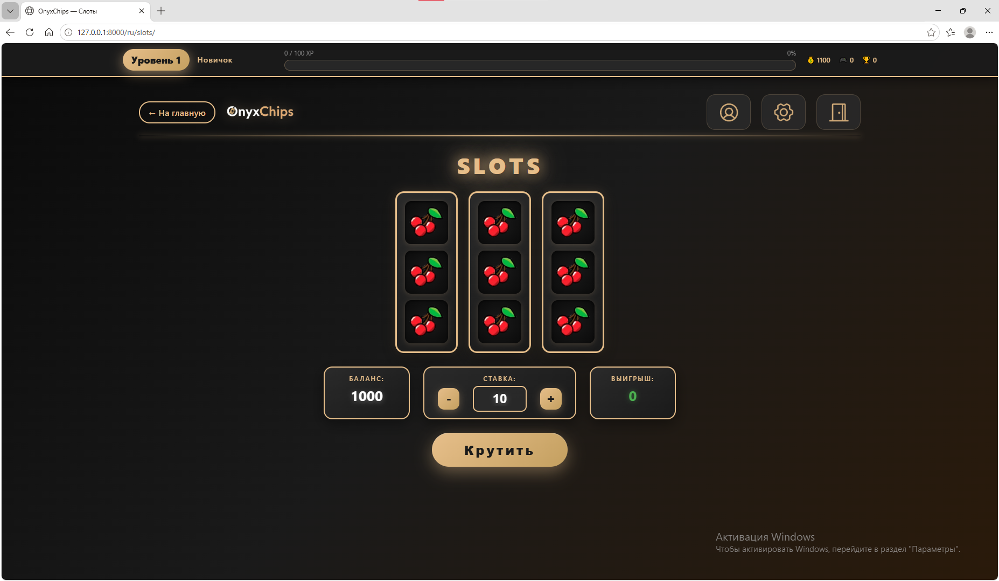 OnyxChips — Слоты
127.0.0.1:8000/ru/slots/
Уровень 1
Новичок
0 / 100 XP
0%
1100
0
0
← На главную
OnyxChips
SLOTS
БАЛАНС:
1000
СТАВКА:
-
10
+
ВЫИГРЫШ:
0
Крутить
Активация Windows
Чтобы активировать Windows, перейдите в раздел "Параметры".